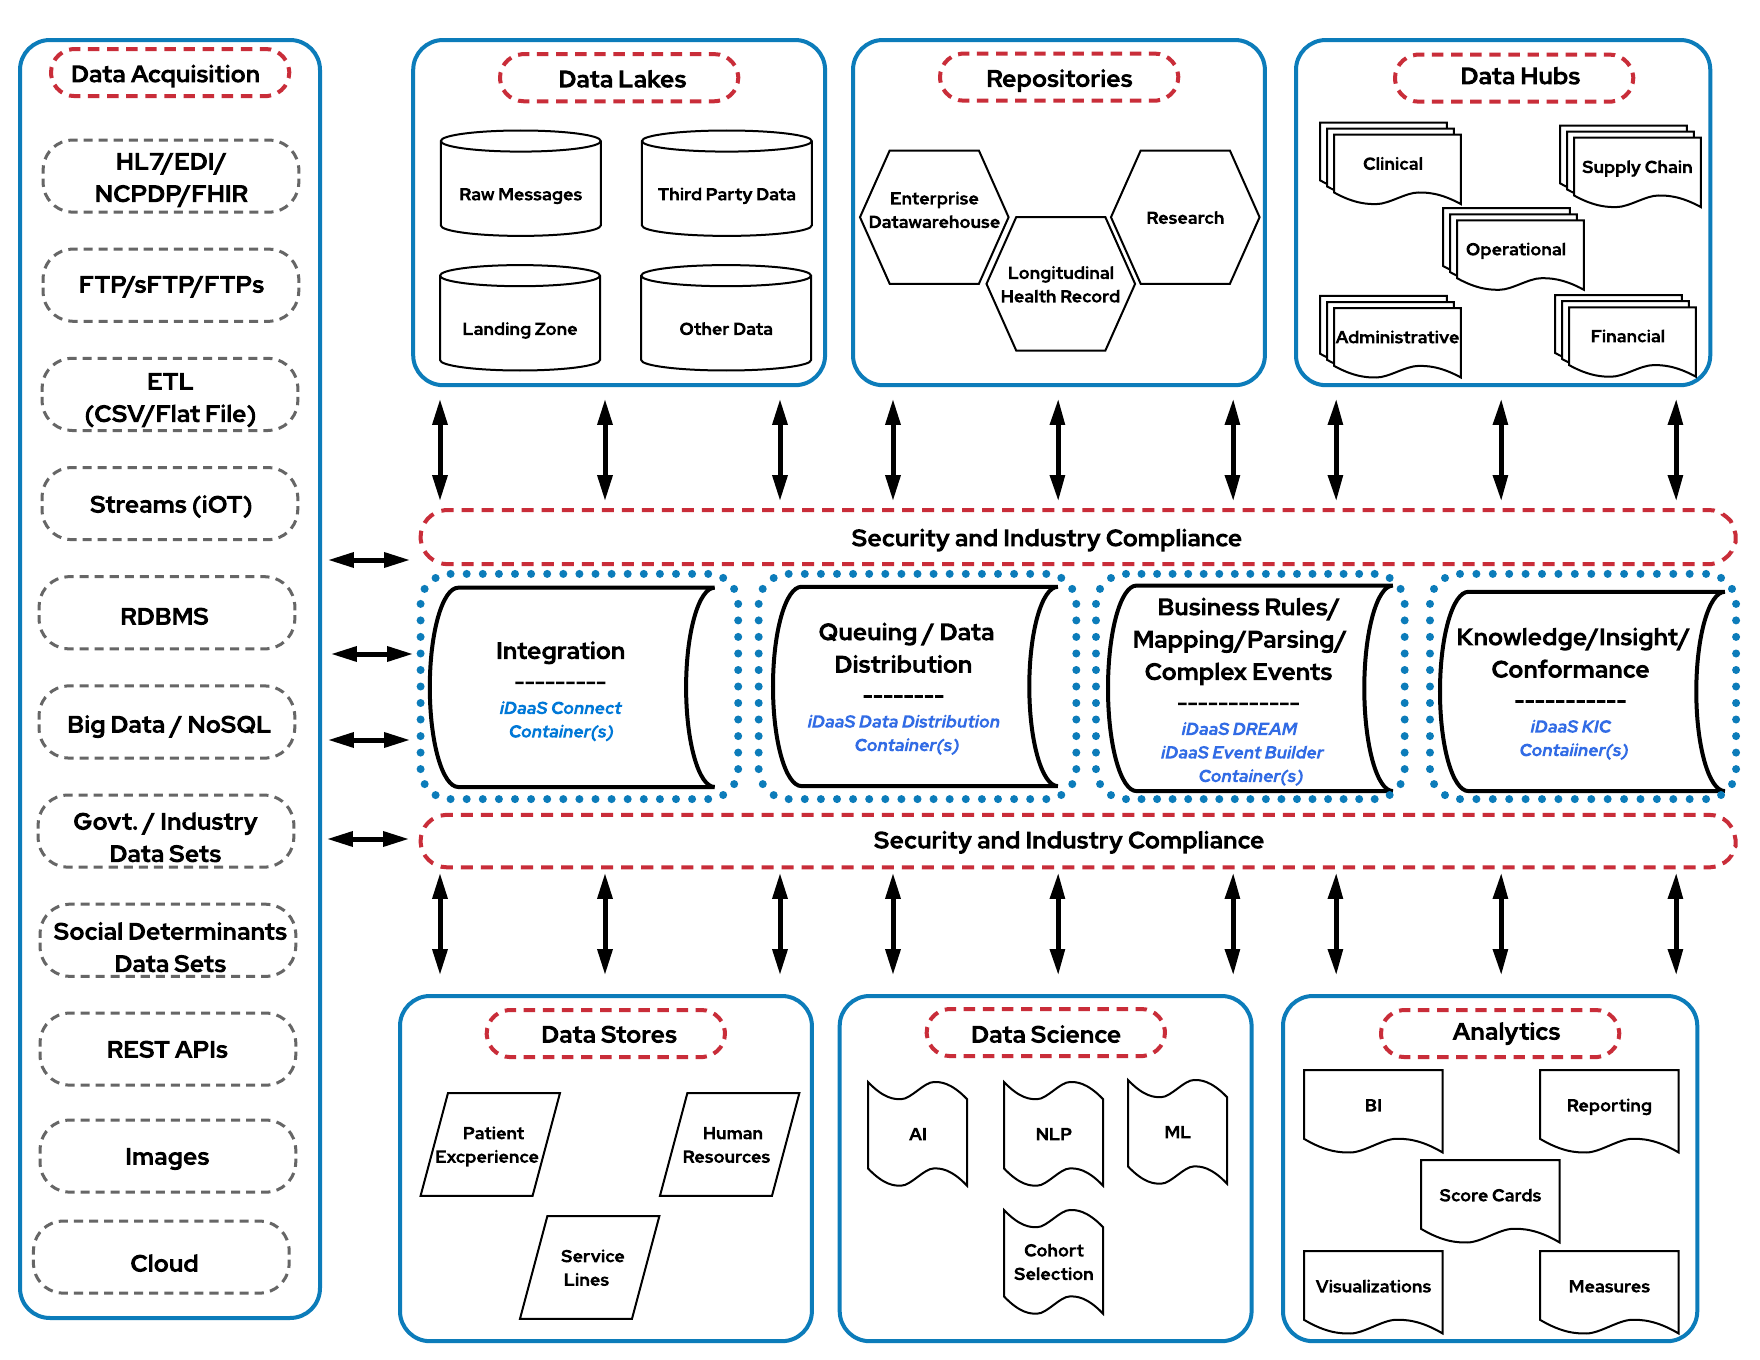 Data Acquisition
HL7/EDI/
NCPDP/FHIR
FTP/sFTP/FTPs
ETL
(CSV/Flat File)
Streams (iOT)
RDBMS
Big Data / NoSQL
Govt. / Industry
Data Sets
Social Determinants
Data Sets
REST APIs
Images
Cloud
Data Lakes
Raw Messages
Third Party Data
Landing Zone
Other Data
Repositories
Enterprise
Datawarehouse
Longitudinal
Health Record
Research
Data Hubs
Clinical
Supply Chain
Operational
Administrative
Financial
Security and Industry Compliance
Integration
---------
iDaaS Connect
Container(s)
Queuing / Data
Distribution
--------
iDaaS Data Distribution
Container(s)
Business Rules/
Mapping/Parsing/
Complex Events
------------
iDaaS DREAM
iDaaS Event Builder
Container(s)
Knowledge/Insight/
Conformance
-----------
iDaaS KIC
Contaiiner(s)
Security and Industry Compliance
Data Stores
Patient
Excperience
Human
Resources
Service
Lines
Data Science
AI
NLP
ML
Cohort
Selection
Analytics
BI
Reporting
Score Cards
Visualizations
Measures